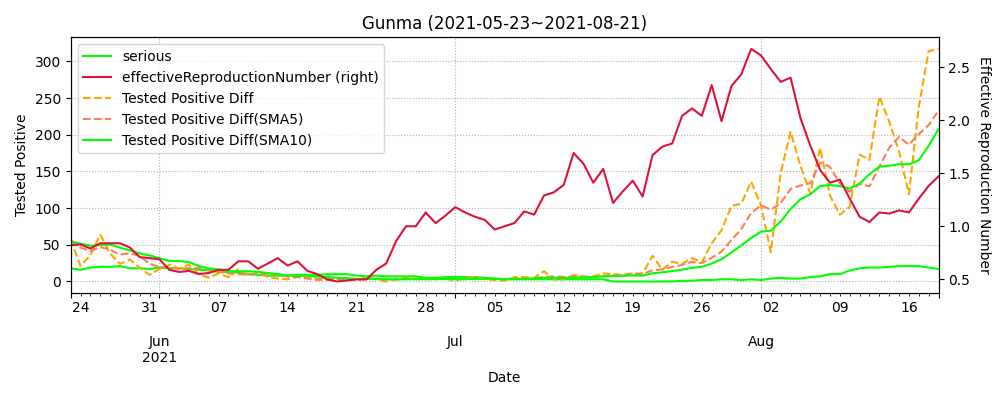 Gunma (2021-05-23~2021-08-21)
serious
effectiveReproductionNumber (right)
Tested Positive Diff
Tested Positive Diff(SMA5)
Tested Positive Diff(SMA10)
Tested Positive
300
250
200
150
100
50
0
2.5
2.0
1.5
1.0
0.5
Effective Reproduction Number
24 31 07 14 21 28 05 12 19 26 02 09 16
Jun Jul Aug
2021
Date